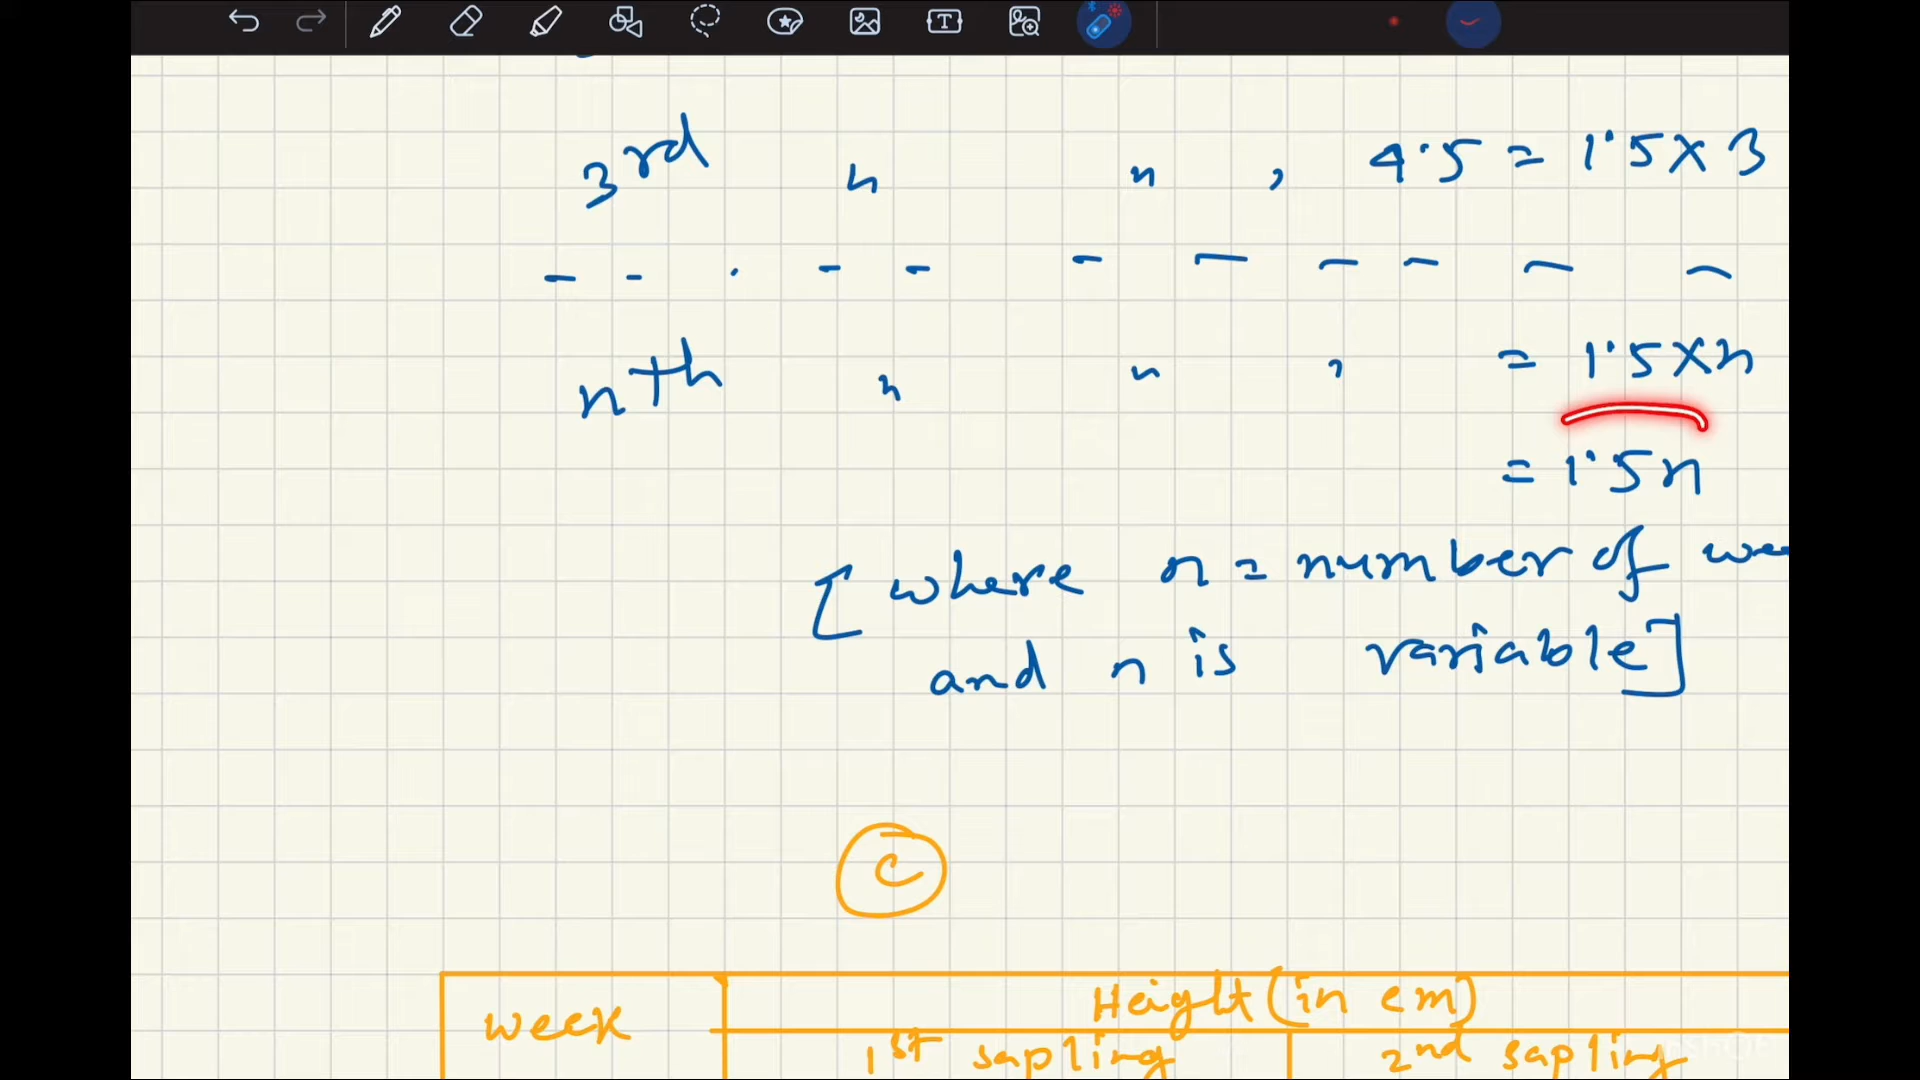 3rd " " , 4.5 = 1.5 × 3
- - . - - - - - - - -
nth " " , = 1.5 × n
= 1.5n
[ where n = number of
and n is variable]
C
week Height (in cm)
1st sapling 2nd sapling